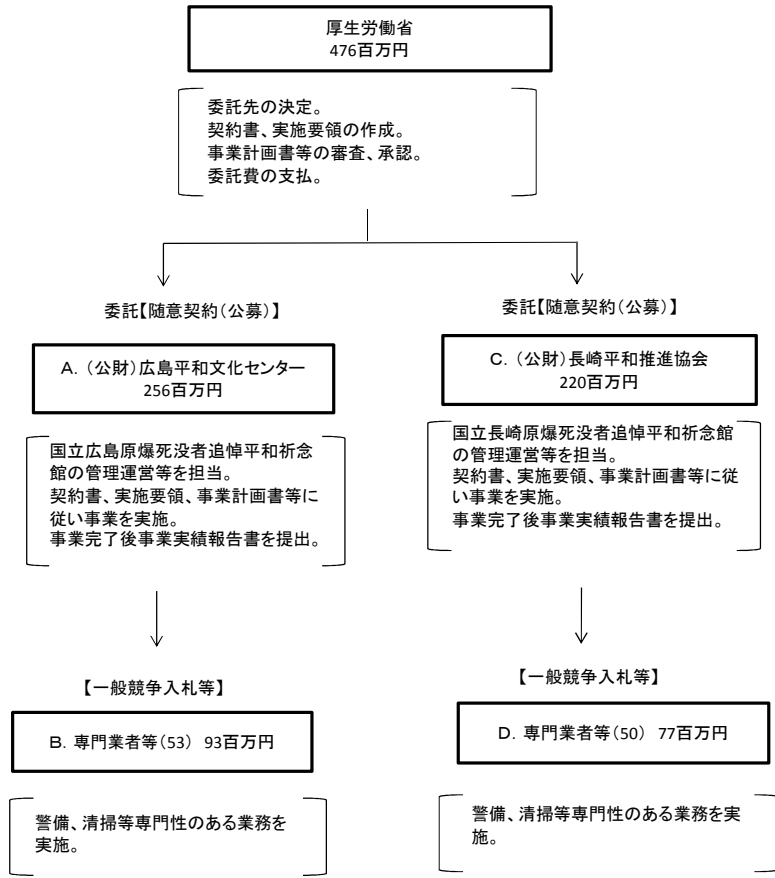 厚生労働省
476百万円
委託先の決定。
契約書、実施要領の作成。
事業計画書等の審査、承認。
委託費の支払。
委託【随意契約(公募)】
A．(公財)広島平和文化センター
256百万円
国立広島原爆死没者追悼平和祈念
館の管理運営等を担当。
契約書、実施要領、事業計画書等に
従い事業を実施。
事業完了後事業実績報告書を提出。
【一般競争入札等】
B．専門業者等(53) 93百万円
警備、清掃等専門性のある業務を
実施。
委託【随意契約(公募)】
C．(公財)長崎平和推進協会
220百万円
国立長崎原爆死没者追悼平和祈念館
の管理運営等を担当。
契約書、実施要領、事業計画書等に従
い事業を実施。
事業完了後事業実績報告書を提出。
【一般競争入札等】
D．専門業者等(50) 77百万円
警備、清掃等専門性のある業務を実
施。